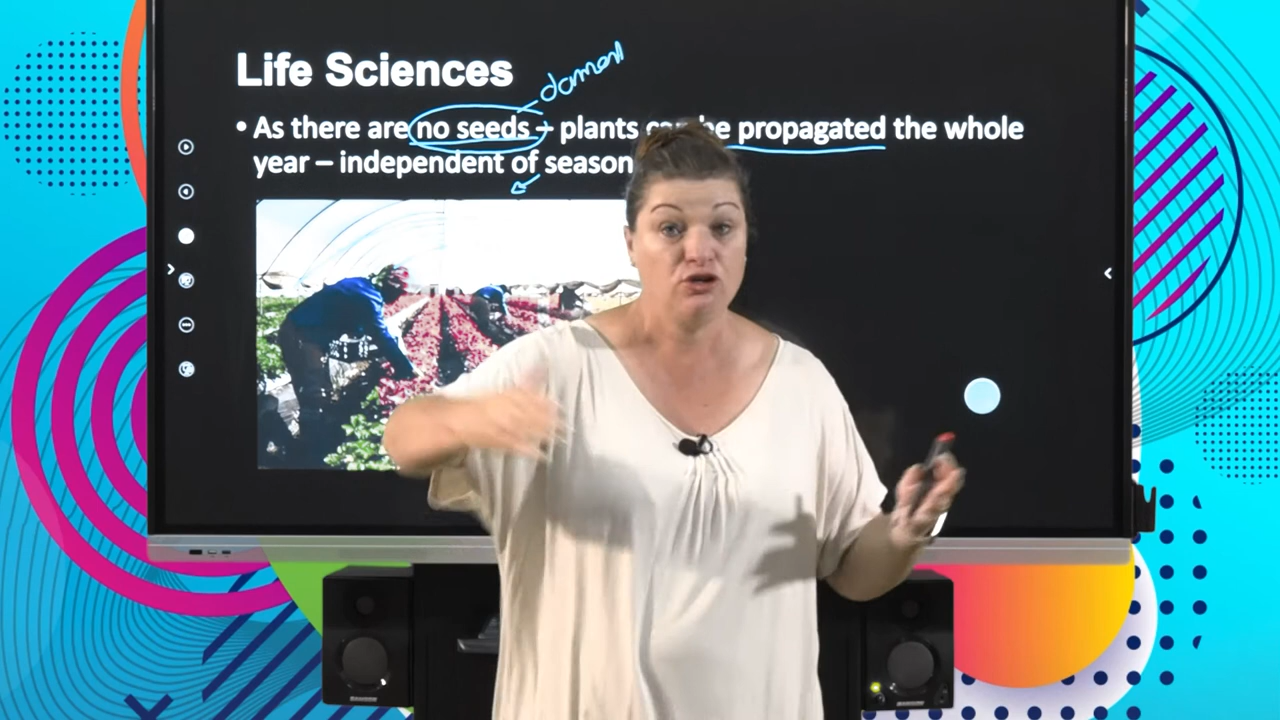 Life Sciences
dormant
• As there are no seeds – plants can be propagated the whole
year – independent of season